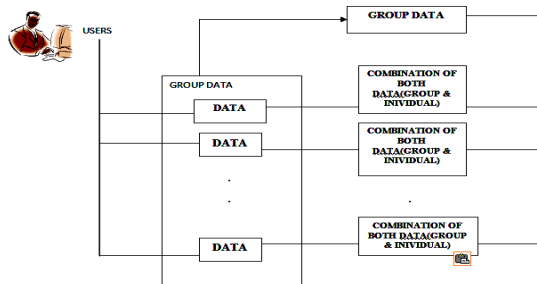 GROUP DATA
USERS
GROUP DATA
COMBINATION OF
BOTH
DATA(GROUP &
INIVIDUAL)
DATA
COMBINATION OF
BOTH
DATA(GROUP &
INIVIDUAL)
DATA
COMBINATION OF
BOTH DATA(GROUP
& INIVIDUAL)
DATA